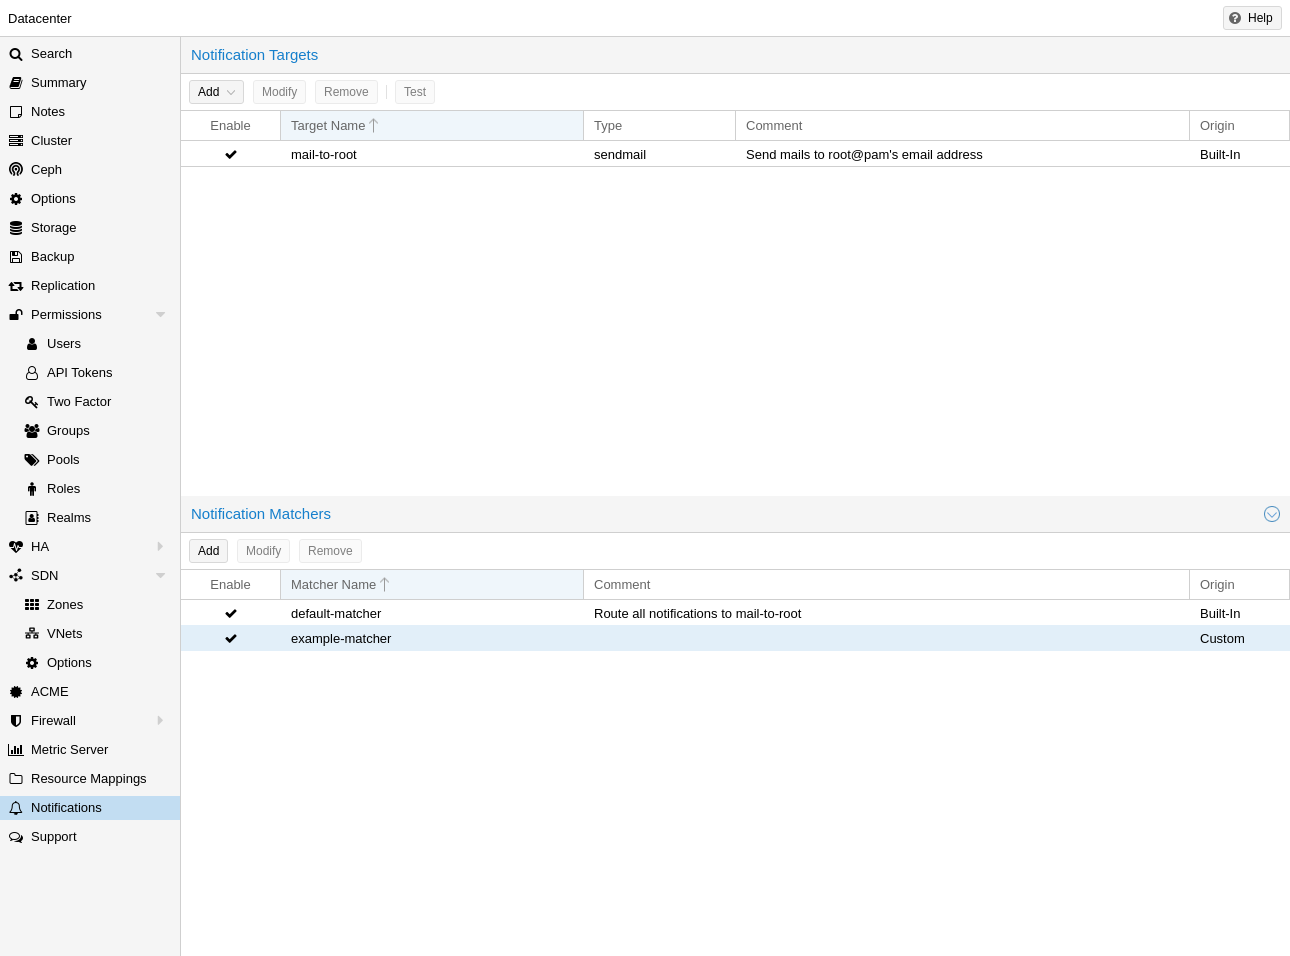 Datacenter
Help
Search
Summary
Notes
Cluster
Ceph
Options
Storage
Backup
Replication
Permissions
Users
API Tokens
Two Factor
Groups
Pools
Roles
Realms
HA
SDN
Zones
VNets
Options
ACME
Firewall
Metric Server
Resource Mappings
Notifications
Support
Notification Targets
Add Modify Remove Test
Enable Target Name Type Comment Origin
mail-to-root sendmail Send mails to root@pam's email address Built-In
Notification Matchers
Add Modify Remove
Enable Matcher Name Comment Origin
default-matcher Route all notifications to mail-to-root Built-In
example-matcher Custom